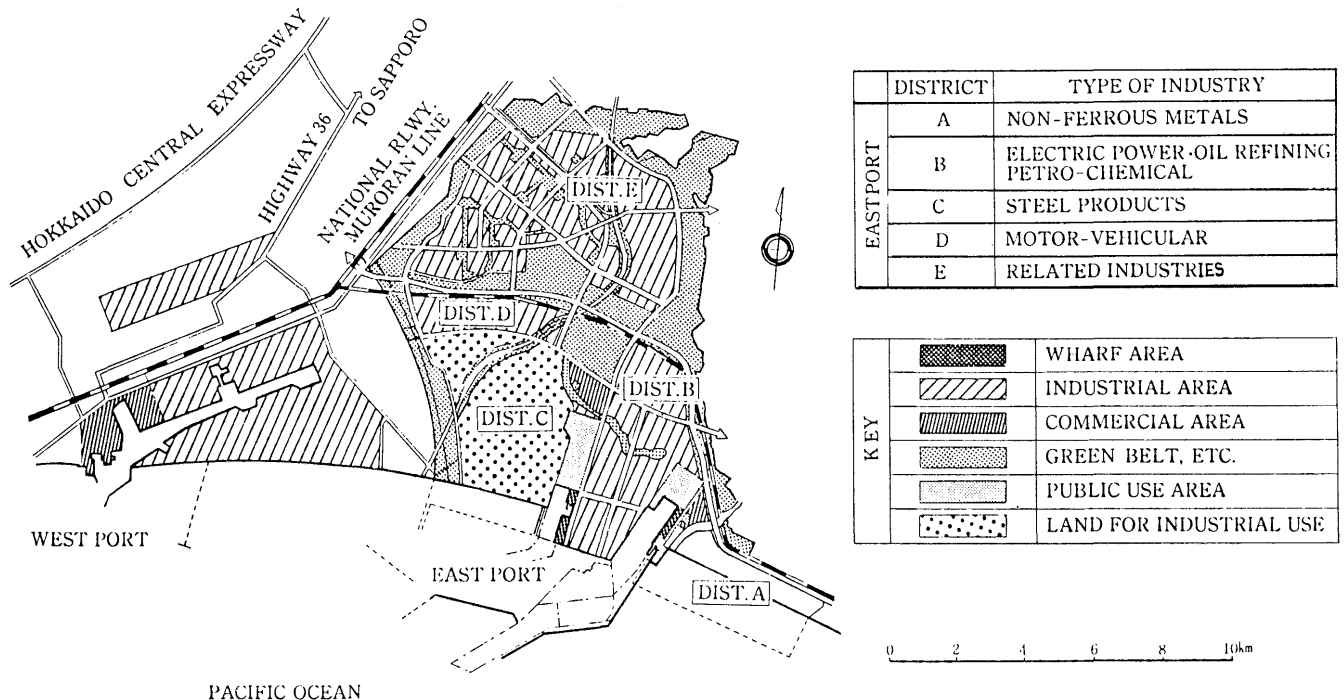 HOKKAIDO CENTRAL EXPRESSWAY
HIGHWAY 36
TO SAPPORO
NATIONAL RLWY.
MURORAN LINE
DIST. E
DIST. D
DIST. B
DIST. C
WEST PORT
EAST PORT
DIST. A
PACIFIC OCEAN
DISTRICT TYPE OF INDUSTRY
EASTPORT
A NON-FERROUS METALS
B ELECTRIC POWER·OIL REFINING
PETRO-CHEMICAL
C STEEL PRODUCTS
D MOTOR-VEHICULAR
E RELATED INDUSTRIES
KEY
WHARF AREA
INDUSTRIAL AREA
COMMERCIAL AREA
GREEN BELT, ETC.
PUBLIC USE AREA
LAND FOR INDUSTRIAL USE
0 2 4 6 8 10km